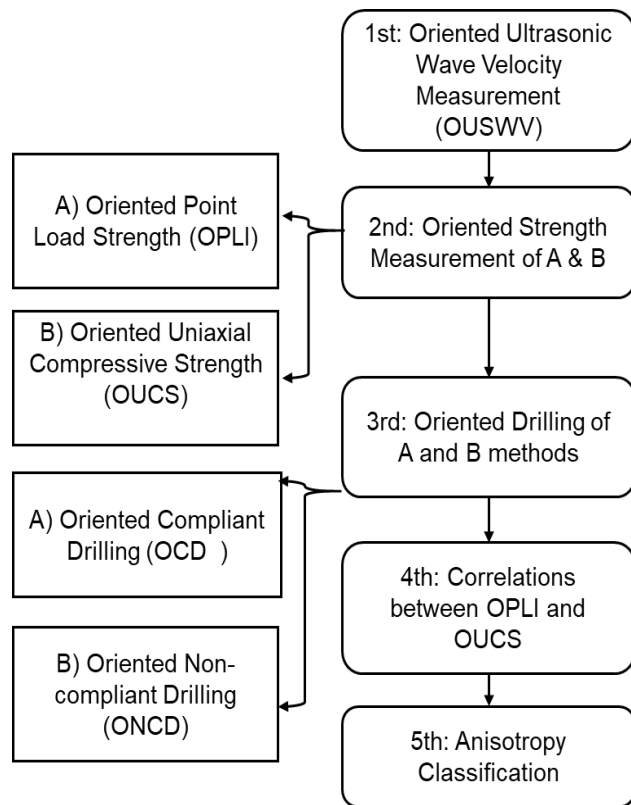 1st: Oriented Ultrasonic
Wave Velocity
Measurement
(OUSWV)
A) Oriented Point
Load Strength (OPLI)
2nd: Oriented Strength
Measurement of A & B
B) Oriented Uniaxial
Compressive Strength
(OUCS)
3rd: Oriented Drilling of
A and B methods
A) Oriented Compliant
Drilling (OCD )
4th: Correlations
between OPLI and
OUCS
B) Oriented Non-
compliant Drilling
(ONCD)
5th: Anisotropy
Classification